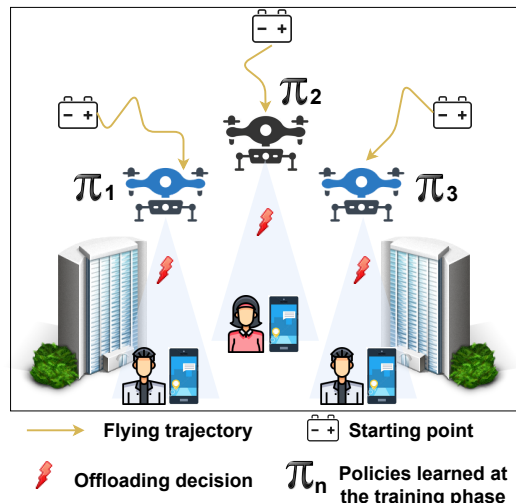 π2
π1
π3
Flying trajectory
Starting point
Offloading decision
πn Policies learned at
the training phase